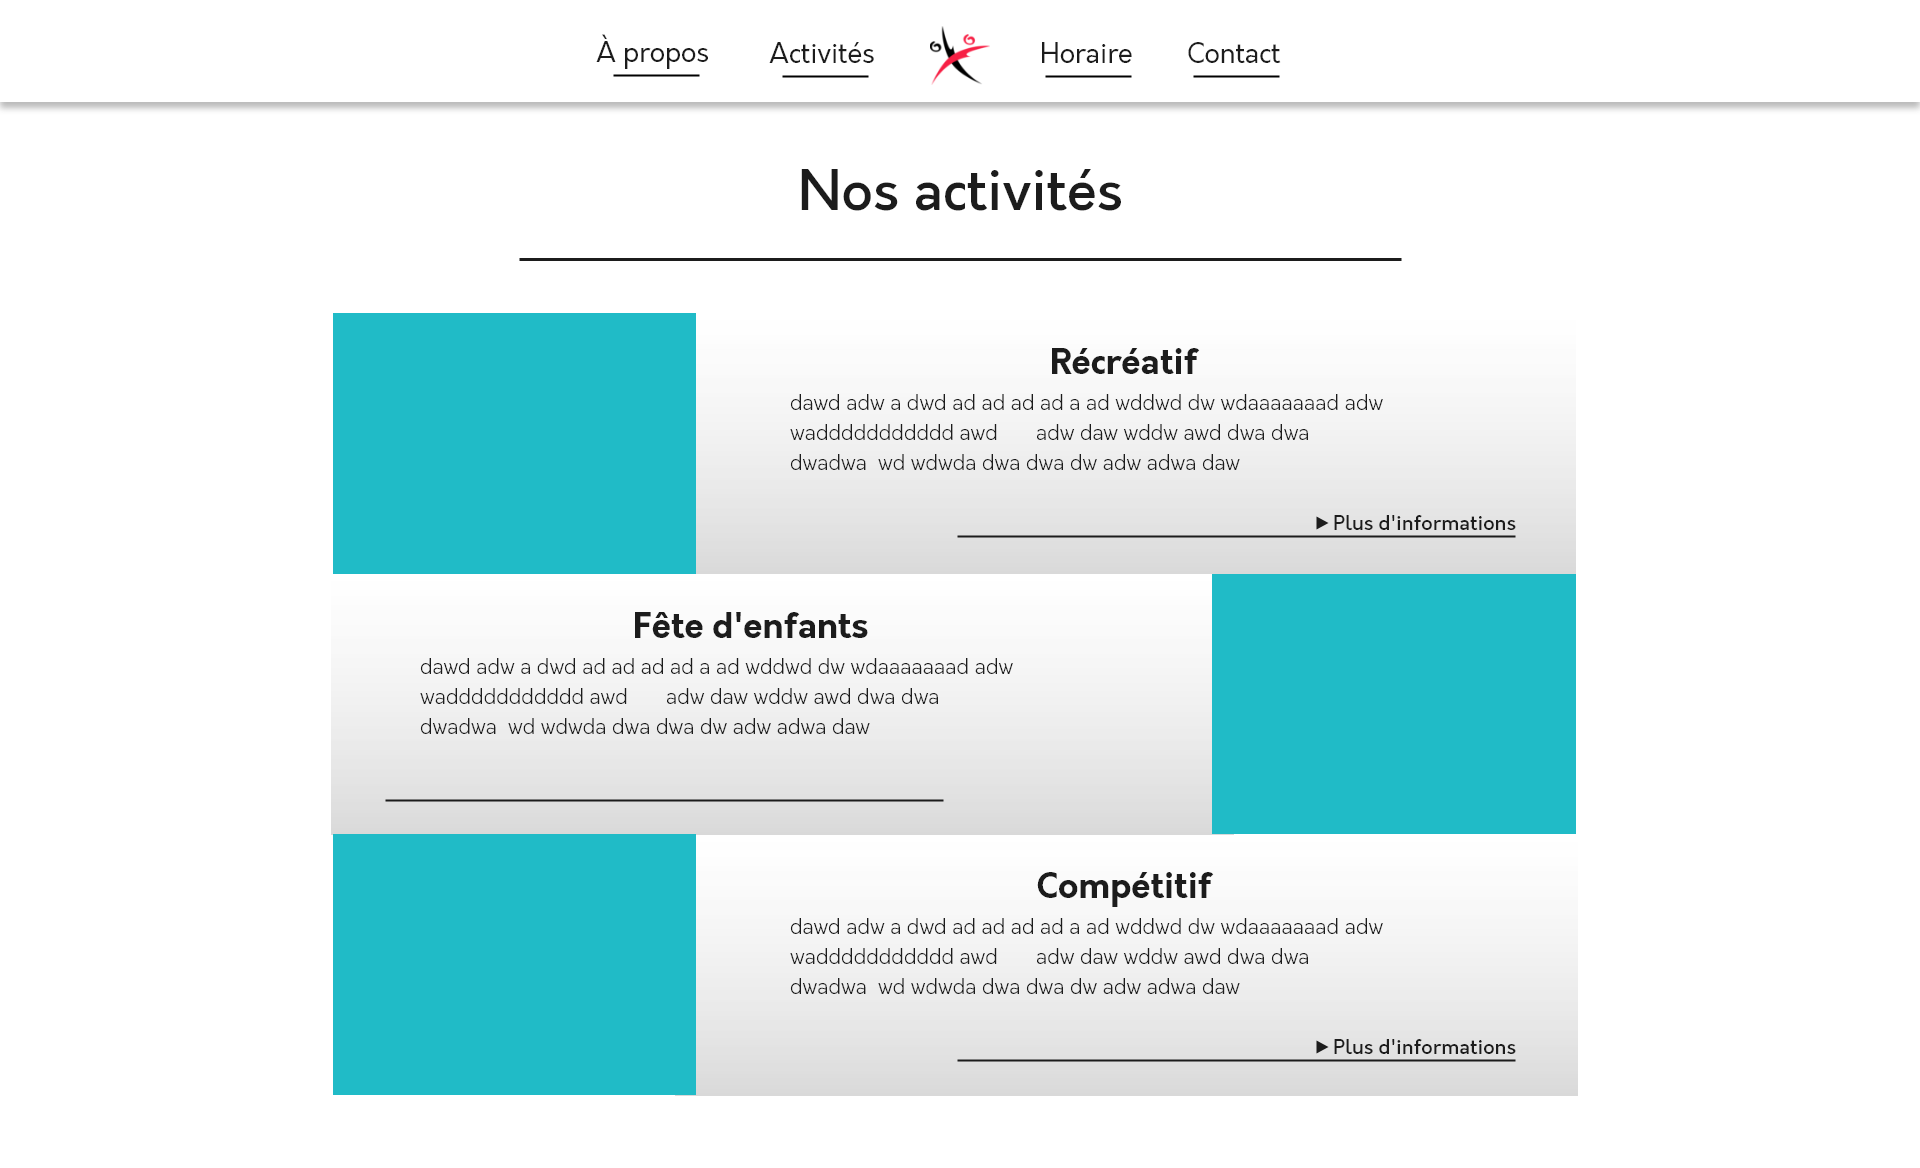 À propos Activités Horaire Contact
Nos activités
Récréatif
dawd adw a dwd ad ad ad ad a ad wddwd dw wdaaaaaaad adw
waddddddddddd awd adw daw wddw awd dwa dwa
dwadwa wd wdwda dwa dwa dw adw adwa daw
Plus d'informations
Fête d'enfants
dawd adw a dwd ad ad ad ad a ad wddwd dw wdaaaaaaad adw
waddddddddddd awd adw daw wddw awd dwa dwa
dwadwa wd wdwda dwa dwa dw adw adwa daw
Compétitif
dawd adw a dwd ad ad ad ad a ad wddwd dw wdaaaaaaad adw
waddddddddddd awd adw daw wddw awd dwa dwa
dwadwa wd wdwda dwa dwa dw adw adwa daw
Plus d'informations